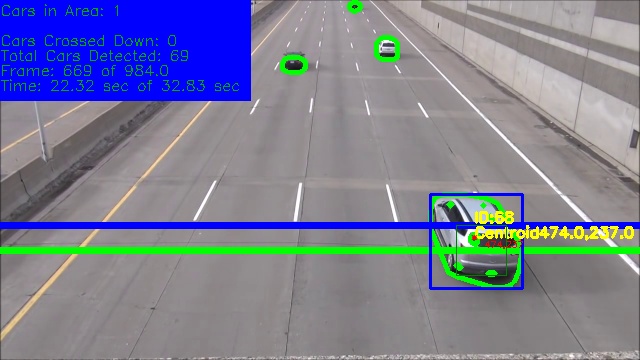 Cars in Area: 1
Cars Crossed Down: 0
Total Cars Detected: 69
Frame: 669 of 984.0
Time: 22.32 sec of 32.83 sec
ID:68
Centroid474.0,237.0